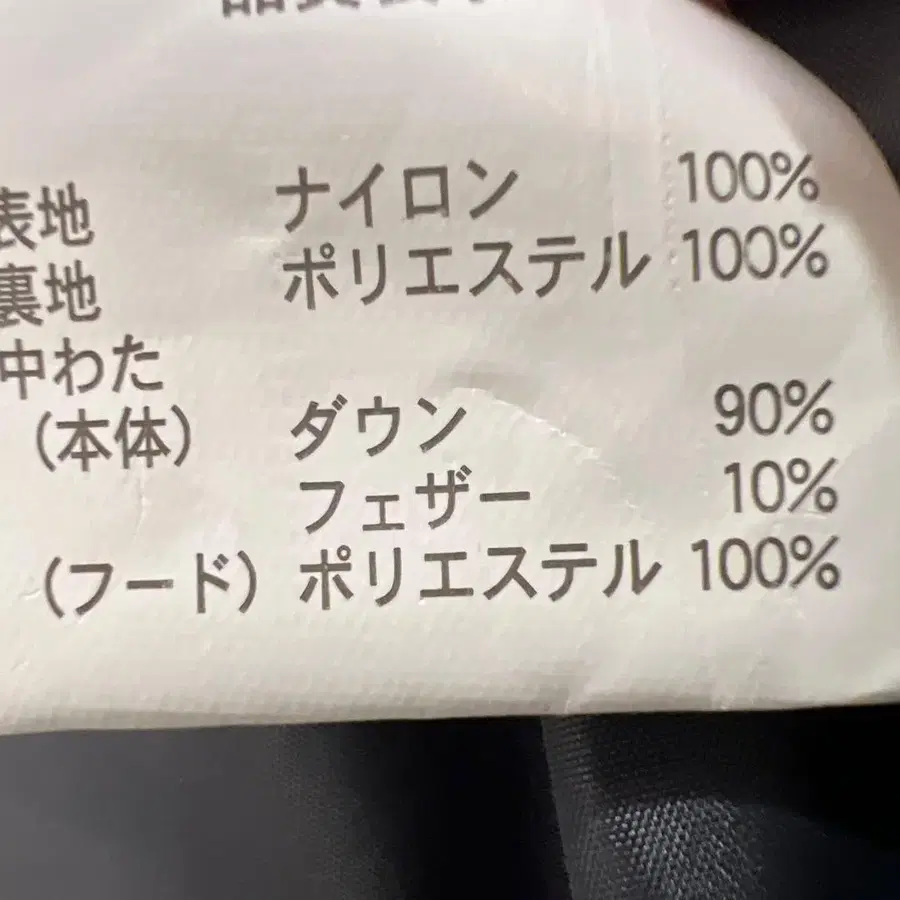 表地 ナイロン 100%
裏地 ポリエステル 100%
中わた
(本体) ダウン 90%
フェザー 10%
(フード) ポリエステル 100%